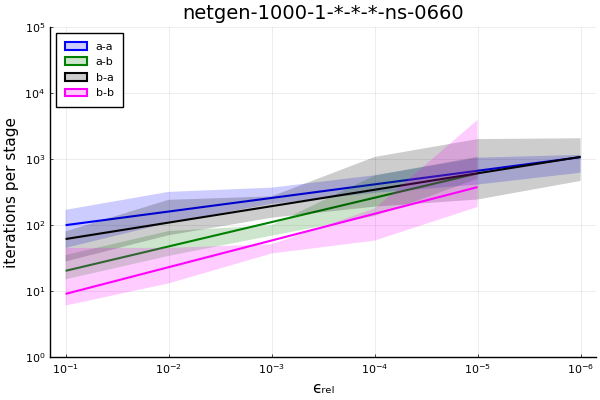 netgen-1000-1-*-*-*-ns-0660
iterations per stage
10⁵
10⁴
10³
10²
10¹
10⁰
a-a
a-b
b-a
b-b
10⁻¹
10⁻²
10⁻³
10⁻⁴
10⁻⁵
10⁻⁶
ϵᵣₑₗ